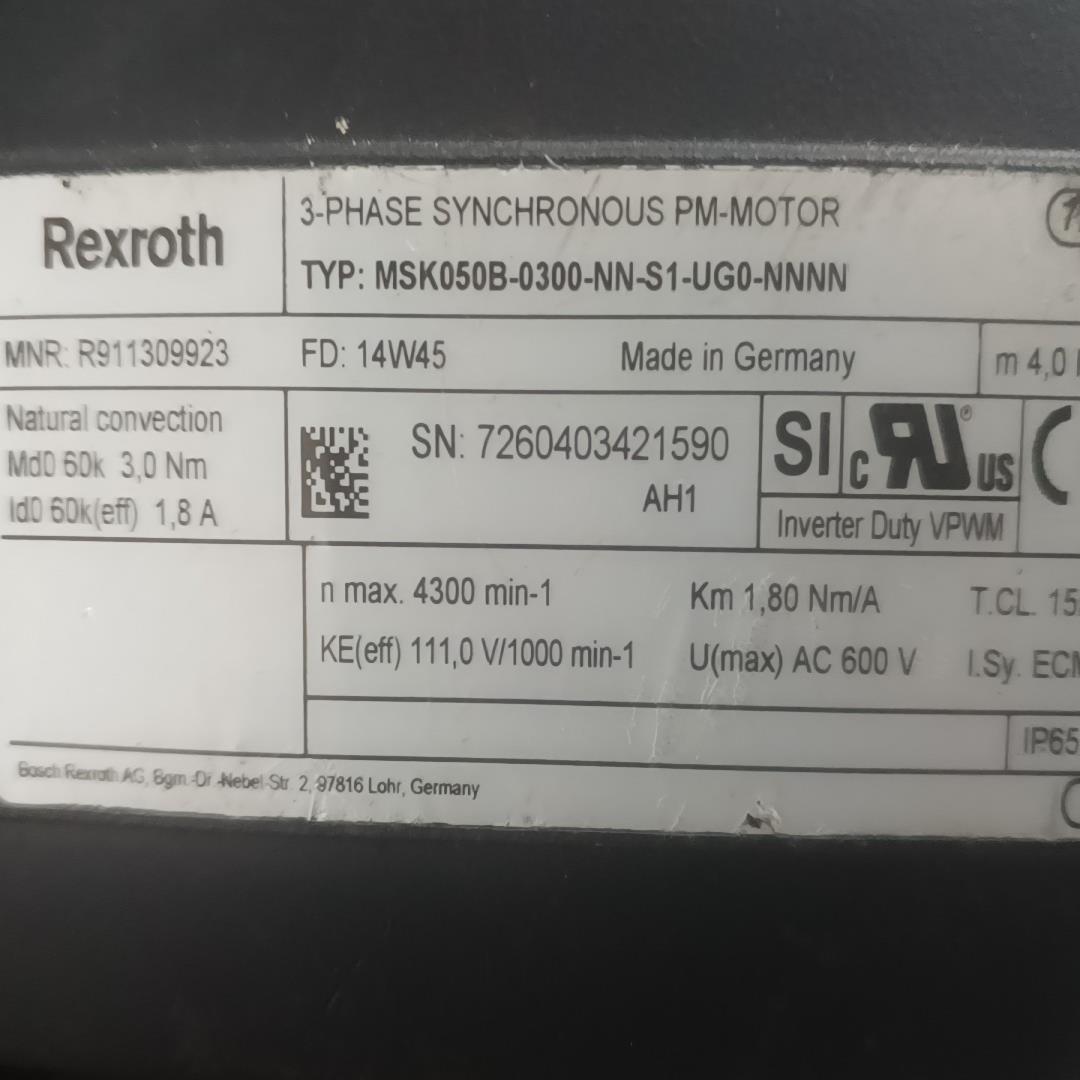 Rexroth
3-PHASE SYNCHRONOUS PM-MOTOR
TYP: MSK050B-0300-NN-S1-UG0-NNNN
MNR: R911309923
FD: 14W45
Made in Germany
m 4,0
Natural convection
Md0 60k 3,0 Nm
Id0 60k(eff) 1,8 A
SN: 7260403421590
AH1
SI
c RU® US
Inverter Duty VPWM
n max. 4300 min-1
Km 1,80 Nm/A
T.CL. 15
KE(eff) 111,0 V/1000 min-1
U(max) AC 600 V
I.Sy. ECM
IP65
Bosch Rexroth AG, Bgm.-Dr.-Nebel-Str. 2, 97816 Lohr, Germany